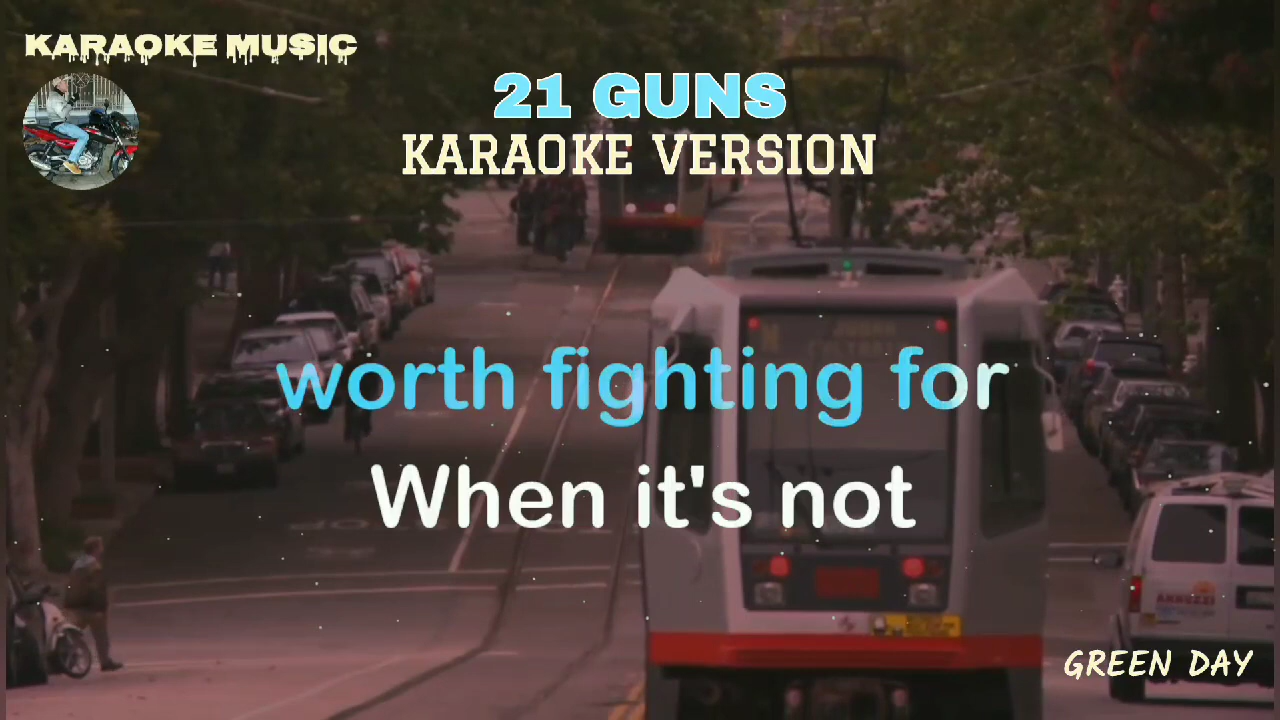 KARAOKE MUSIC
21 GUNS
KARAOKE VERSION
worth fighting for
When it's not
GREEN DAY